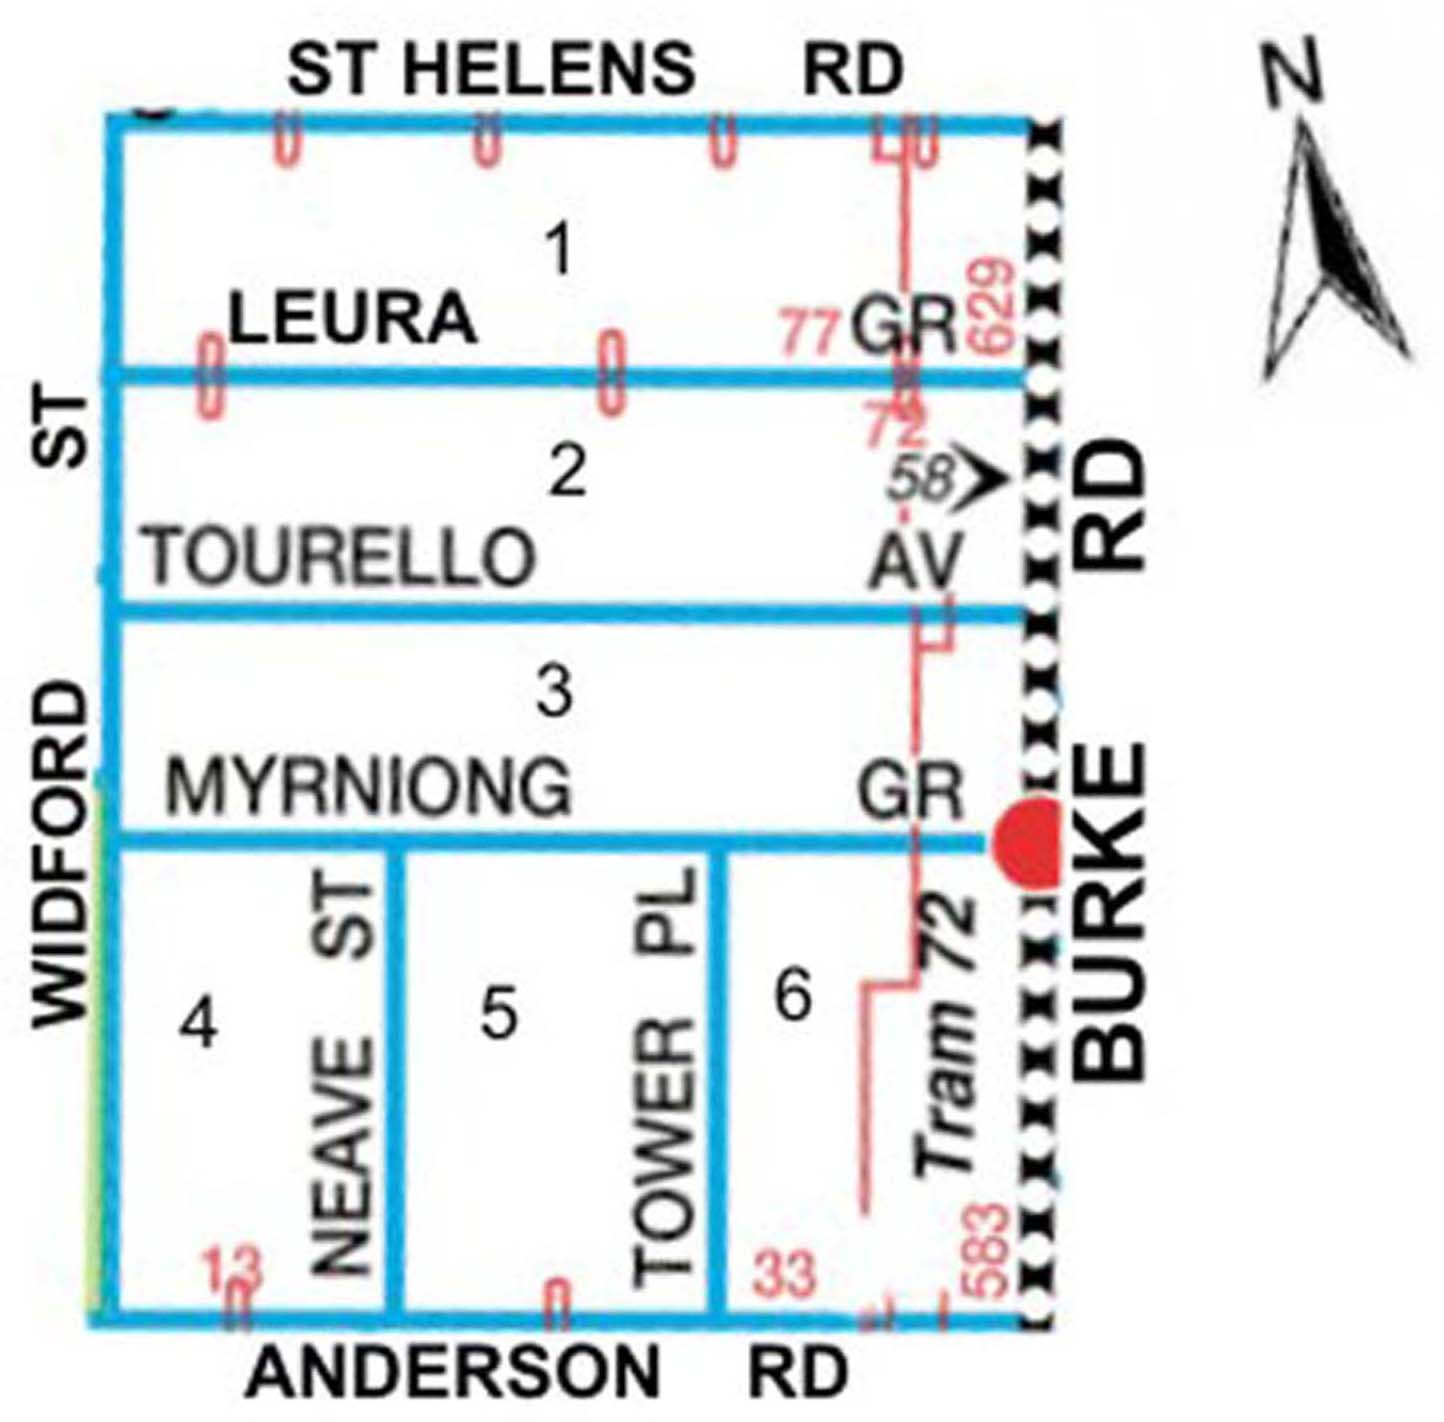 ST HELENS RD
N
1
629
LEURA 77 GR
72
ST
2
58
RD
TOURELLO AV
3
WIDFORD
MYRNIONG GR
BURKE
NEAVE ST
TOWER PL
Tram 72
4
5
6
13
33
583
ANDERSON RD